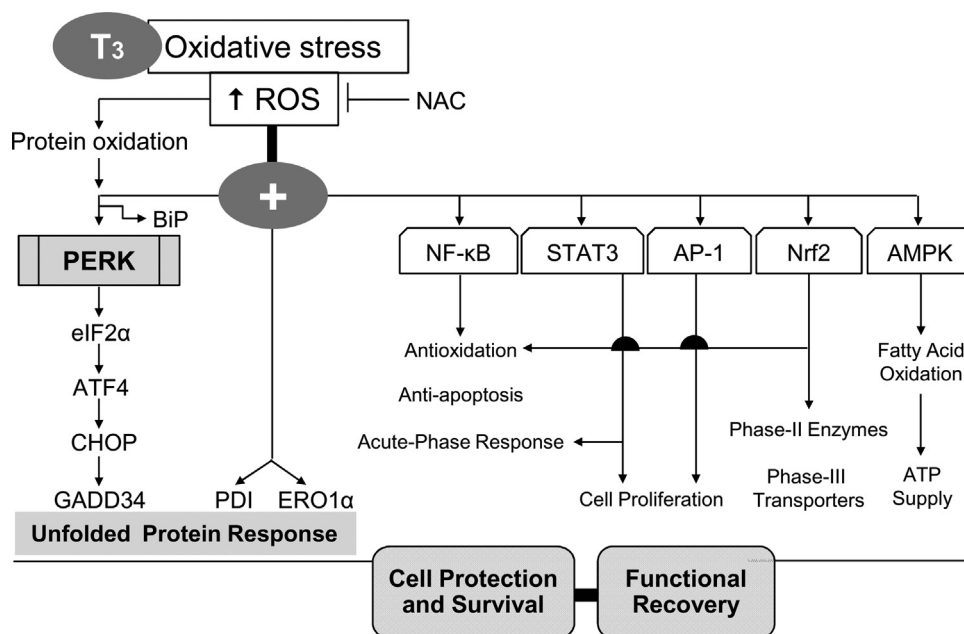 T3
Oxidative stress
↑ ROS
NAC
Protein oxidation
+
BiP
PERK
NF-κB
STAT3
AP-1
Nrf2
AMPK
eIF2α
Antioxidation
Fatty Acid
Oxidation
ATF4
Anti-apoptosis
CHOP
Acute-Phase Response
Phase-II Enzymes
GADD34
PDI
ERO1α
Cell Proliferation
Phase-III
Transporters
ATP
Supply
Unfolded Protein Response
Cell Protection
and Survival
Functional
Recovery